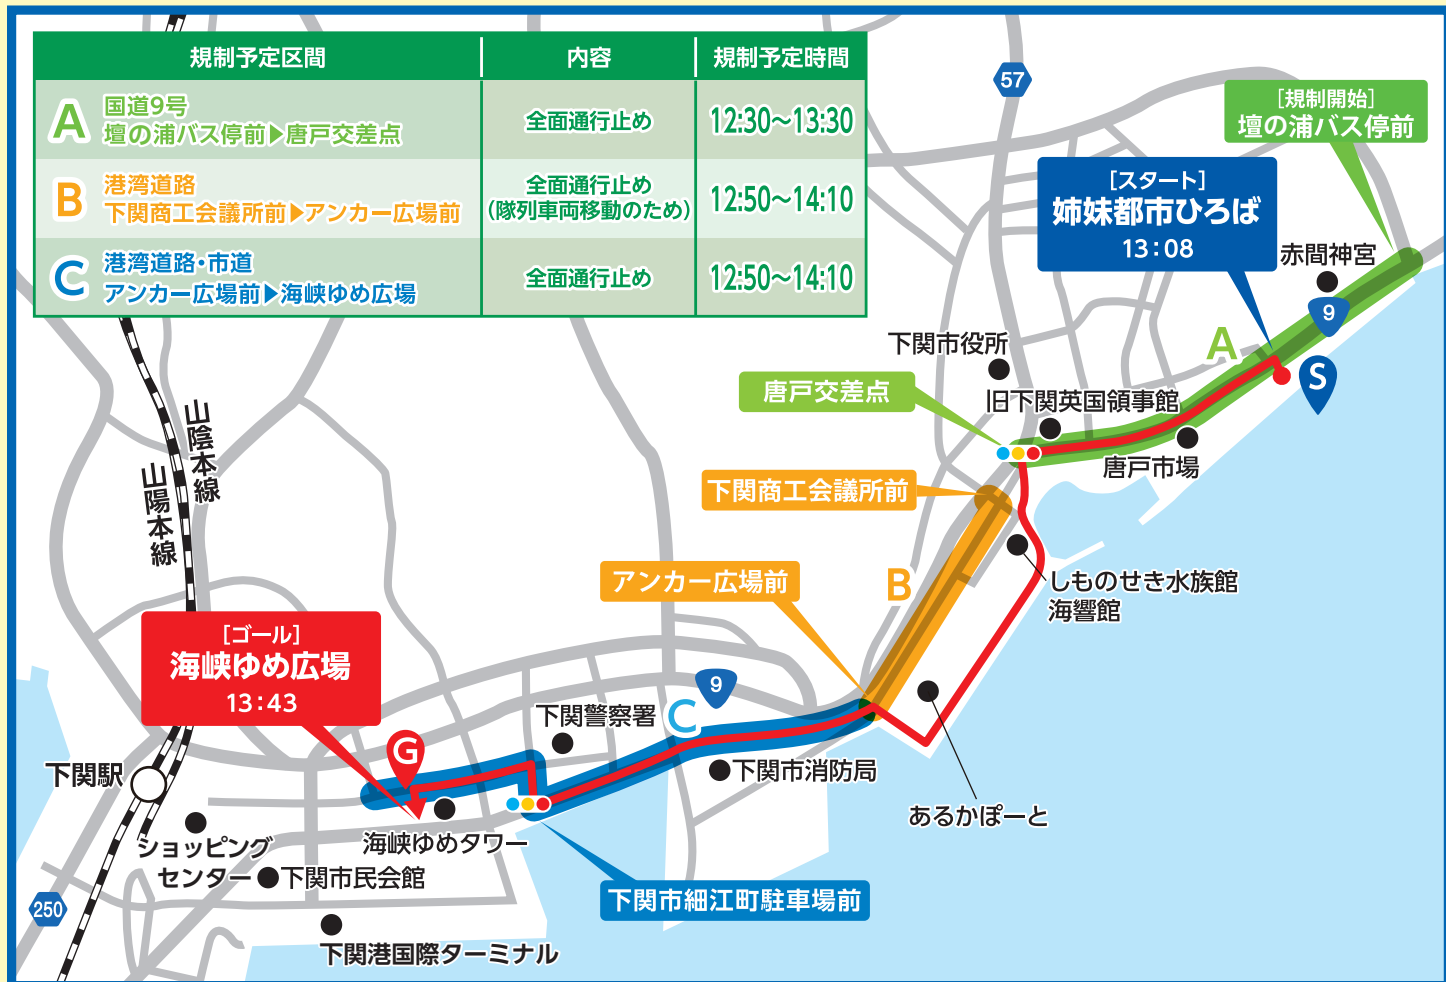 規制予定区間 内容 規制予定時間
A 国道9号
壇の浦バス停前▶唐戸交差点 全面通行止め 12:30〜13:30
B 港湾道路
下関商工会議所前▶アンカー広場前 全面通行止め
(隊列車両移動のため) 12:50〜14:10
C 港湾道路・市道
アンカー広場前▶海峡ゆめ広場 全面通行止め 12:50〜14:10
57
[規制開始]
壇の浦バス停前
[スタート]
姉妹都市ひろば
13:08
赤間神宮
9
A
S
下関市役所
唐戸交差点
旧下関英国領事館
唐戸市場
下関商工会議所前
山陰本線
山陽本線
アンカー広場前
B
しものせき水族館
海響館
[ゴール]
海峡ゆめ広場
13:43
9
下関警察署
C
G
下関駅
下関市消防局
あるかぽーと
ショッピング
センター
海峡ゆめタワー
下関市民会館
下関市細江町駐車場前
250
下関港国際ターミナル